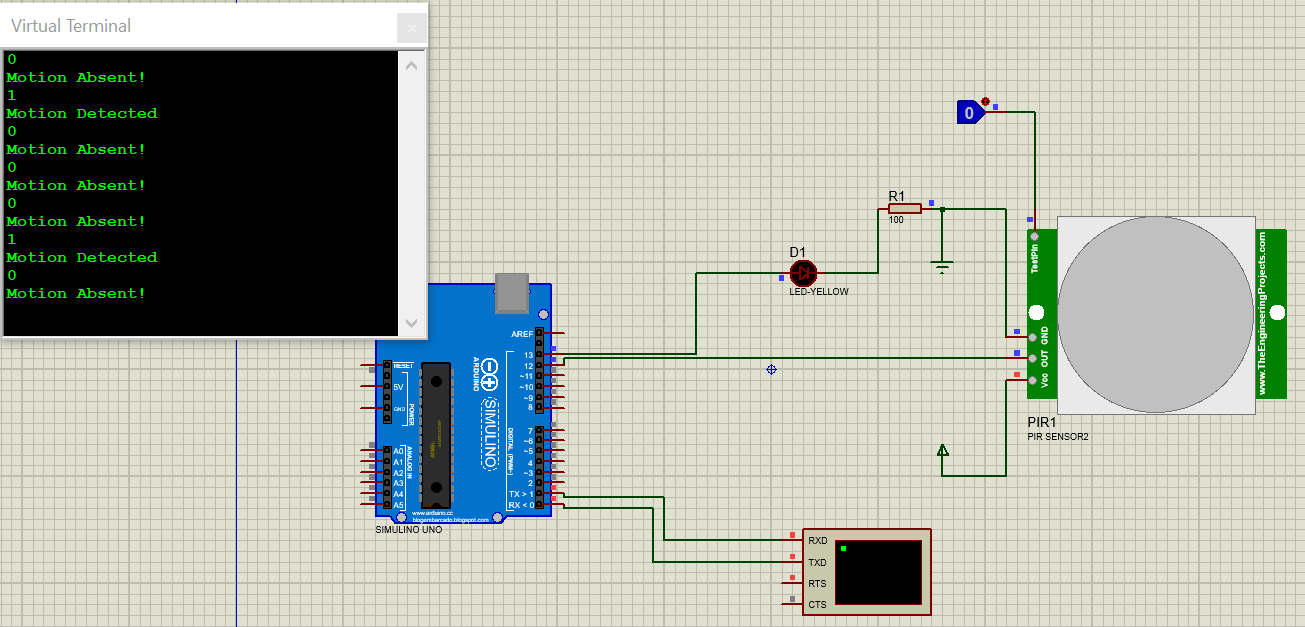 Virtual Terminal
0
Motion Absent!
1
Motion Detected
0
Motion Absent!
0
Motion Absent!
0
Motion Absent!
1
Motion Detected
0
Motion Absent!
0
R1
100
D1
LED-YELLOW
TestPin
GND
OUT
Vcc
www.TheEngineeringProjects.com
PIR1
PIR SENSOR2
AREF
13
12
~11
~10
~9
8
7
~6
~5
4
~3
2
TX > 1
RX < 0
RESET
5V
GND
POWER
A0
A1
A2
A3
A4
A5
ANALOG IN
ARDUINO
SIMULINO
DIGITAL (PWM~)
www.arduino.cc
blogembarcado.blogspot.com
SIMULINO UNO
RXD
TXD
RTS
CTS